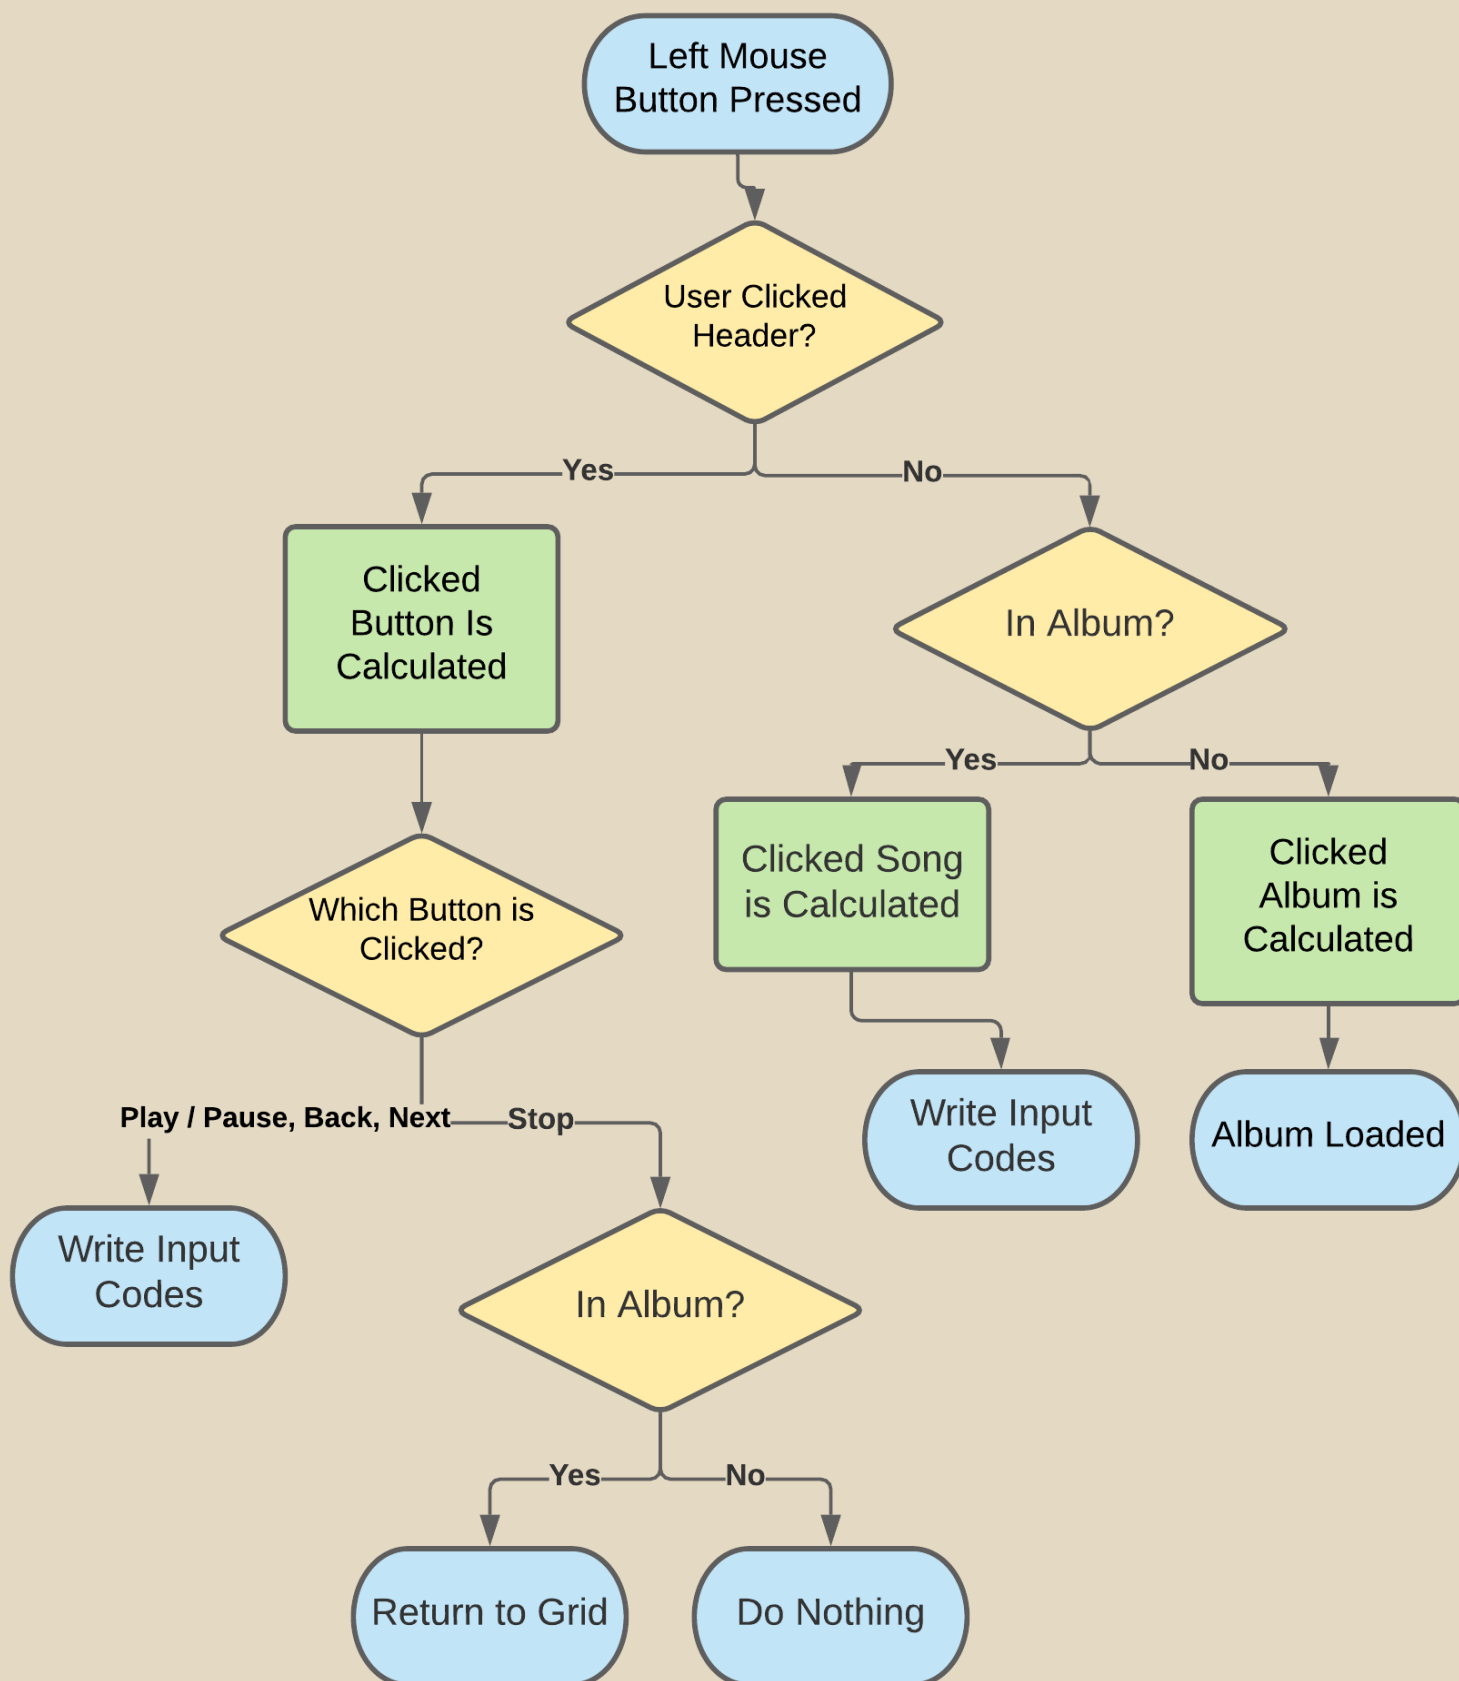 Left Mouse
Button Pressed
User Clicked
Header?
Yes
No
Clicked
Button Is
Calculated
In Album?
Yes
No
Clicked Song
is Calculated
Clicked
Album is
Calculated
Which Button is
Clicked?
Write Input
Codes
Album Loaded
Play / Pause, Back, Next
Stop
Write Input
Codes
In Album?
Yes
No
Return to Grid
Do Nothing